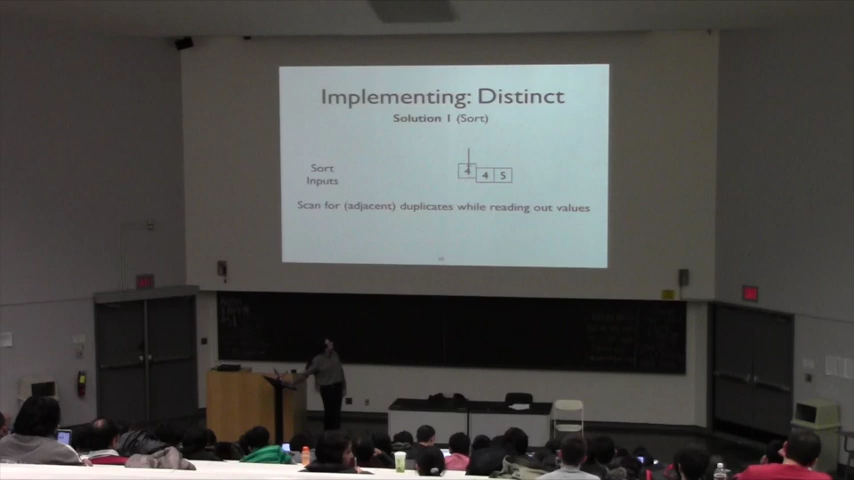 Implementing: Distinct
Solution 1 (Sort)
Sort
Inputs
4 4 5
Scan for (adjacent) duplicates while reading out values